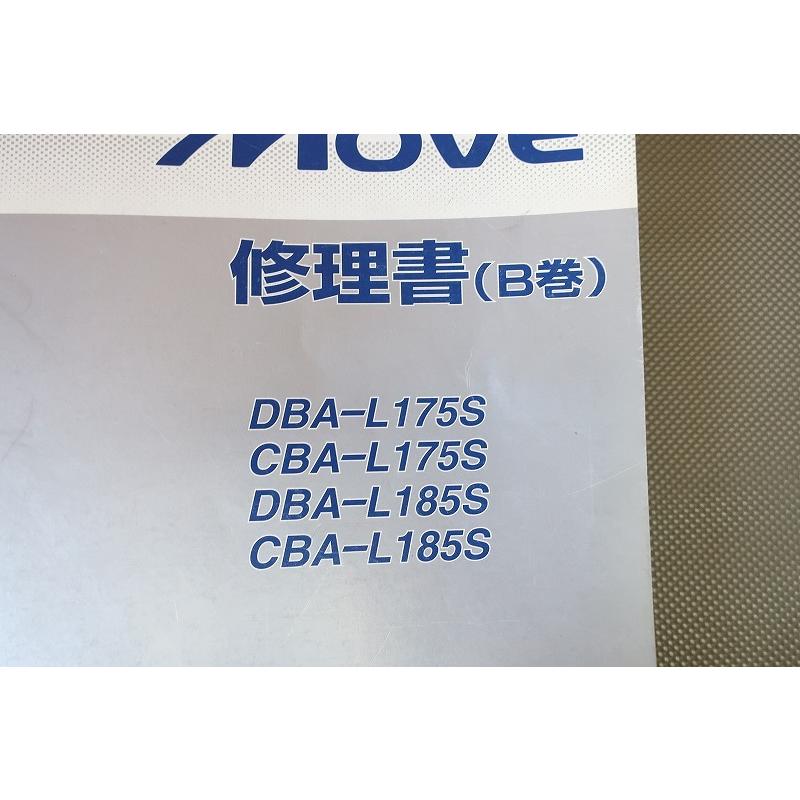 MOVE
修理書(B巻)
DBA-L175S
CBA-L175S
DBA-L185S
CBA-L185S